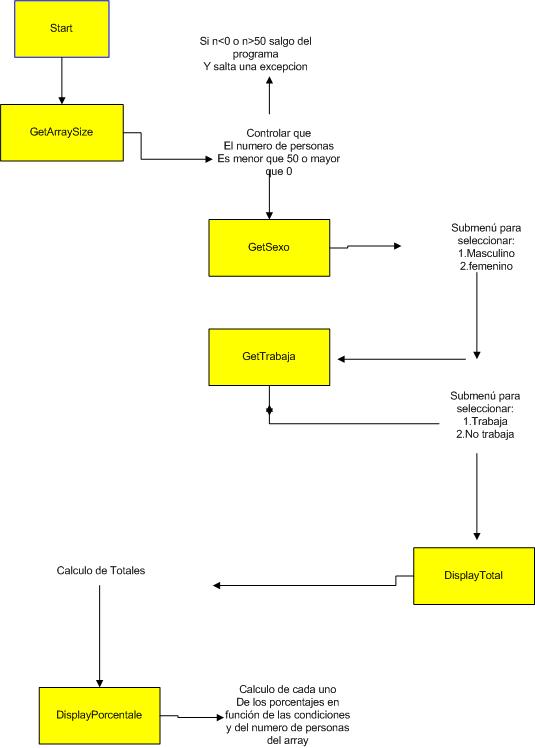 Start
Si n<0 o n>50 salgo del
programa
Y salta una excepcion
GetArraySize
Controlar que
El numero de personas
Es menor que 50 o mayor
que 0
GetSexo
Submenú para
seleccionar:
1.Masculino
2.femenino
GetTrabaja
Submenú para
seleccionar:
1.Trabaja
2.No trabaja
DisplayTotal
Calculo de Totales
DisplayPorcentale
Calculo de cada uno
De los porcentajes en
función de las condiciones
y del numero de personas
del array